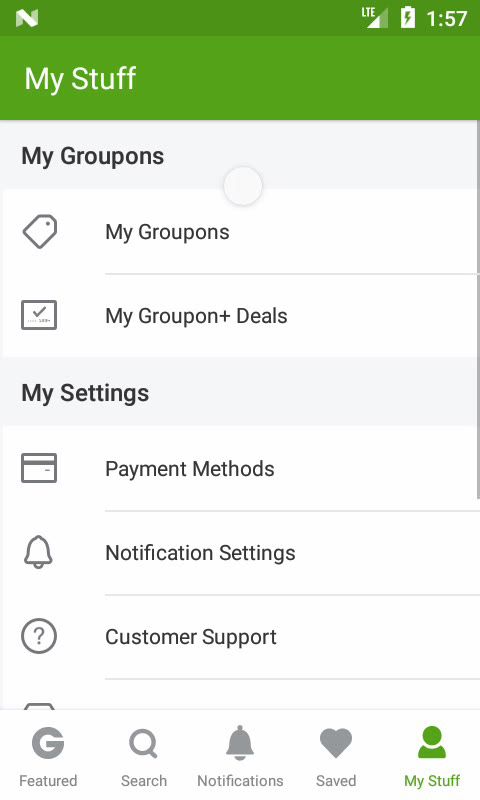 LTE 1:57
My Stuff
My Groupons
My Groupons
My Groupon+ Deals
My Settings
Payment Methods
Notification Settings
? Customer Support
G
Featured Search Notifications Saved My Stuff